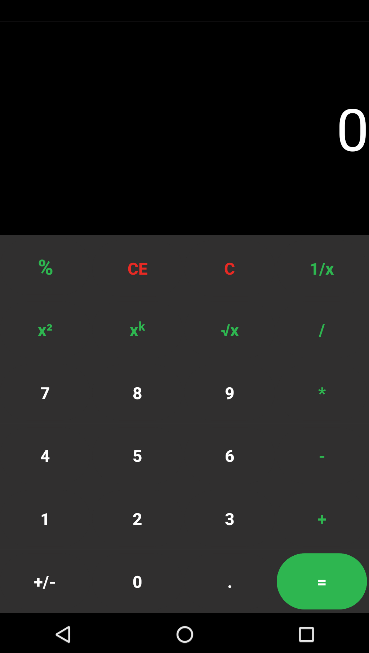 0
% CE C 1/x
x² xᵏ √x /
7 8 9 *
4 5 6 -
1 2 3 +
+/- 0 . =